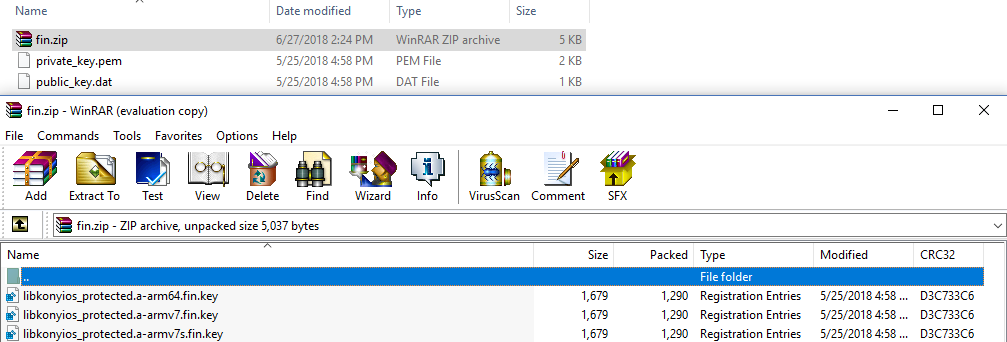 Name Date modified Type Size
fin.zip 6/27/2018 2:24 PM WinRAR ZIP archive 5 KB
private_key.pem 5/25/2018 4:58 PM PEM File 2 KB
public_key.dat 5/25/2018 4:58 PM DAT File 1 KB
fin.zip - WinRAR (evaluation copy)
File Commands Tools Favorites Options Help
Add Extract To Test View Delete Find Wizard Info VirusScan Comment SFX
fin.zip - ZIP archive, unpacked size 5,037 bytes
Name Size Packed Type Modified CRC32
.. File folder
libkonyios_protected.a-arm64.fin.key 1,679 1,290 Registration Entries 5/25/2018 4:58 ... D3C733C6
libkonyios_protected.a-armv7.fin.key 1,679 1,290 Registration Entries 5/25/2018 4:58 ... D3C733C6
libkonyios_protected.a-armv7s.fin.key 1,679 1,290 Registration Entries 5/25/2018 4:58 ... D3C733C6